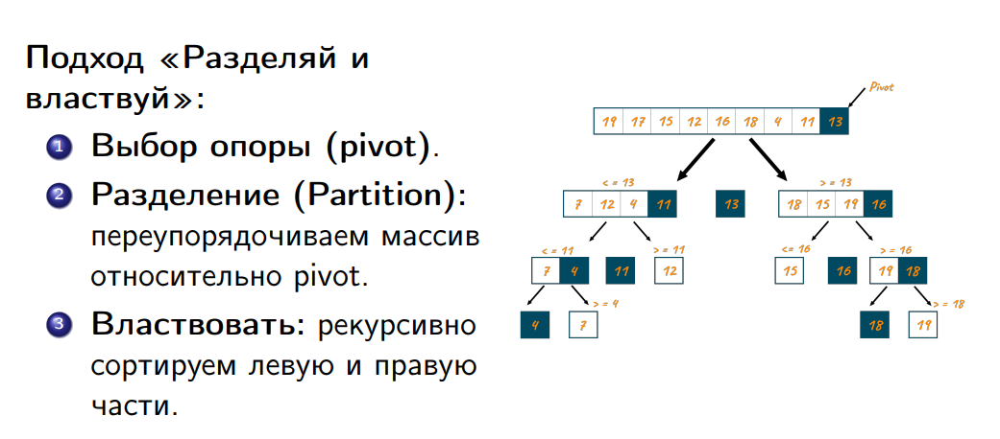 Подход «Разделяй и
властвуй»:
1 Выбор опоры (pivot).
2 Разделение (Partition):
переупорядочиваем массив
относительно pivot.
3 Властвовать: рекурсивно
сортируем левую и правую
части.
Pivot
19 17 15 12 16 18 4 11 13
< = 13 > = 13
7 12 4 11 13 18 15 19 16
< = 11 > = 11 <= 16 > = 16
7 4 11 12 15 16 19 18
> = 4 > = 18
4 7 18 19